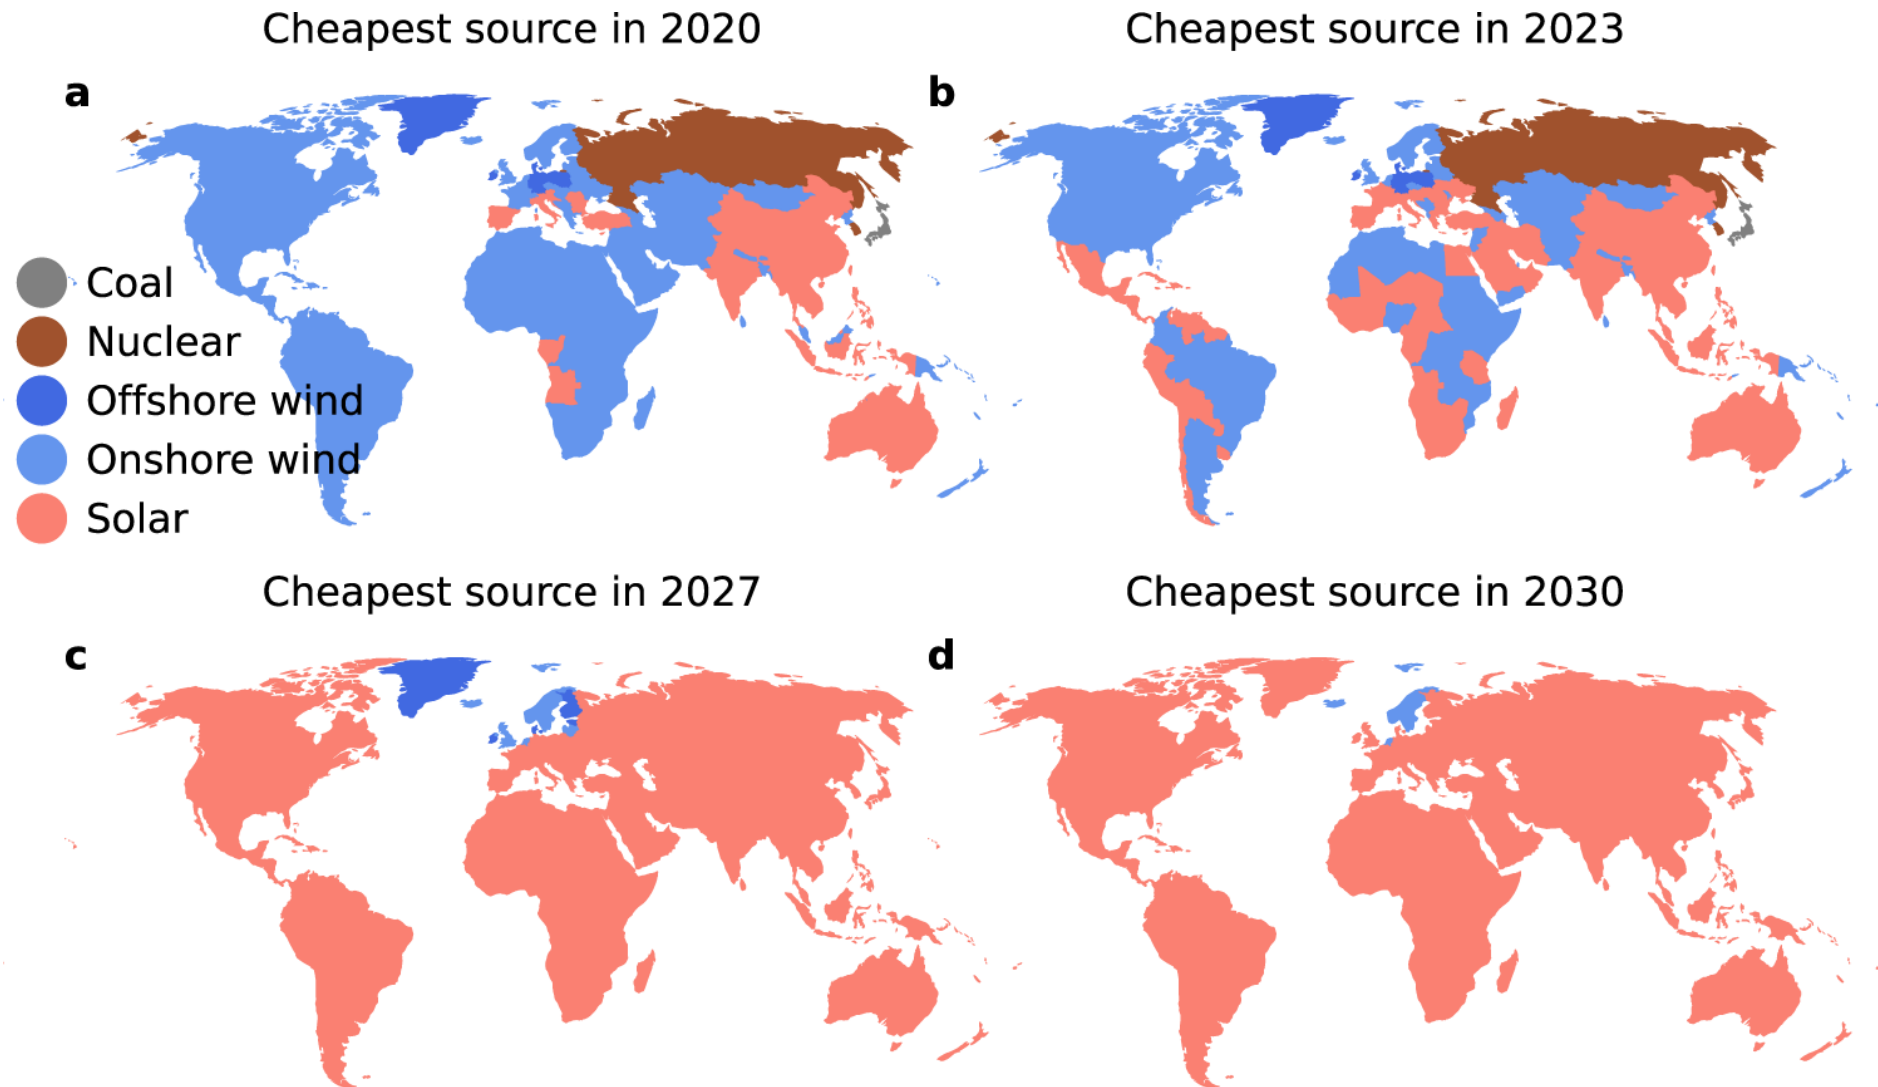 Cheapest source in 2020
Cheapest source in 2023
a
b
Coal
Nuclear
Offshore wind
Onshore wind
Solar
Cheapest source in 2027
Cheapest source in 2030
c
d